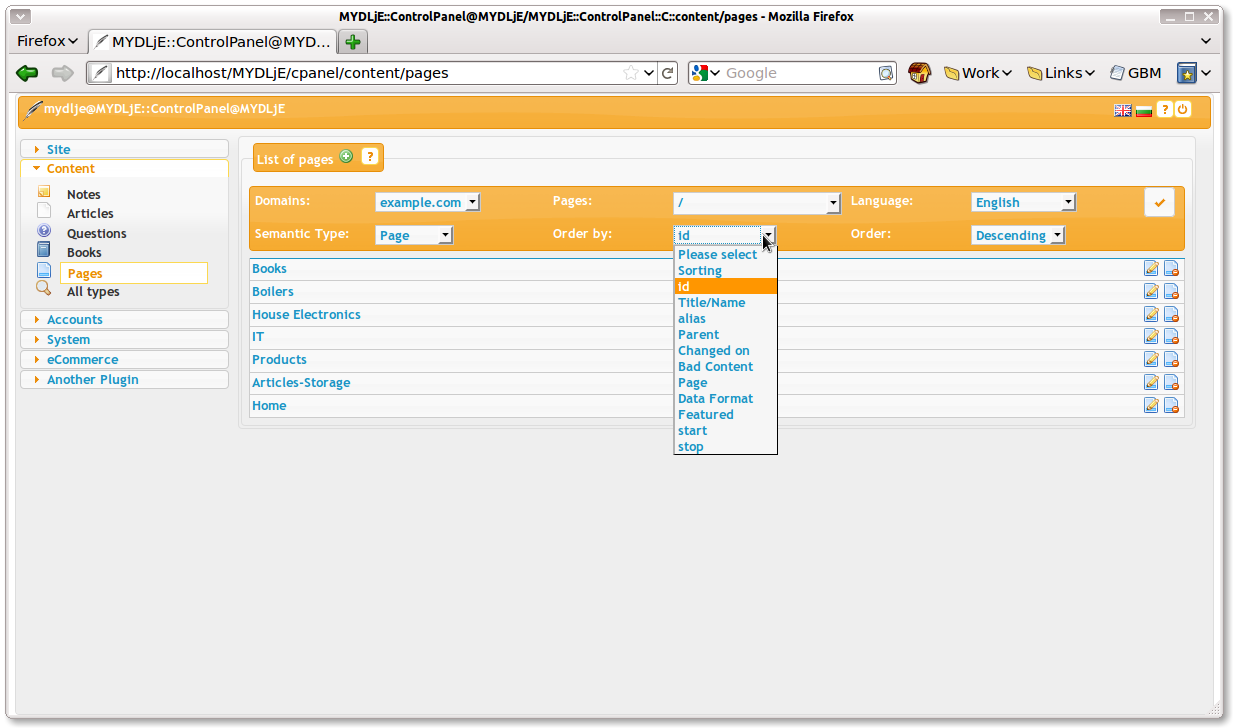 MYDLjE::ControlPanel@MYDLjE/MYDLjE::ControlPanel::C::content/pages - Mozilla Firefox
Firefox
MYDLjE::ControlPanel@MYD...
http://localhost/MYDLjE/cpanel/content/pages
Google
Work
Links
GBM
mydlje@MYDLjE::ControlPanel@MYDLjE
?
Site
Content
Notes
Articles
Questions
Books
Pages
All types
Accounts
System
eCommerce
Another Plugin
List of pages ?
Domains: example.com Pages: / Language: English
Semantic Type: Page Order by: id Order: Descending
Please select
Sorting
id
Title/Name
alias
Parent
Changed on
Bad Content
Page
Data Format
Featured
start
stop
Books
Boilers
House Electronics
IT
Products
Articles-Storage
Home